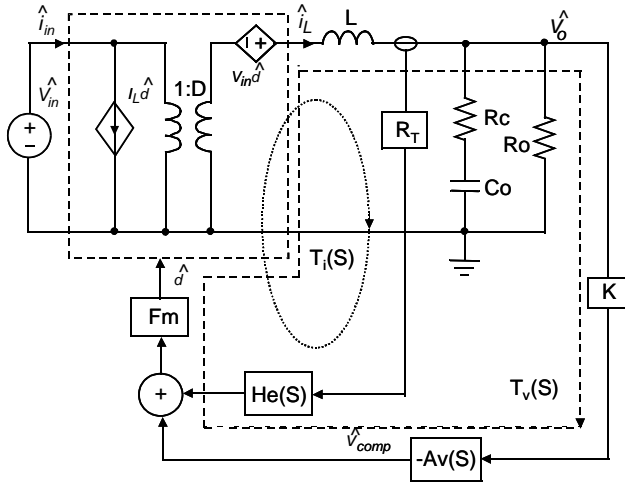 î_in
î_L
L
V̂_o
V̂_in
I_L d̂
1:D
V_in d̂
+
R_T
Rc
Ro
Co
+
−
T_i(S)
K
d̂
Fm
+
He(S)
T_v(S)
V̂_comp
-Av(S)